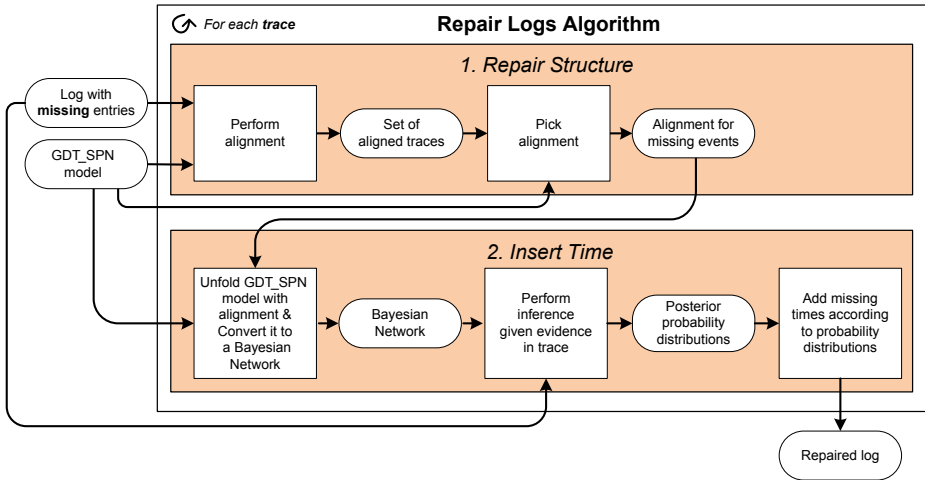 For each trace
Repair Logs Algorithm
1. Repair Structure
Log with
missing entries
GDT_SPN
model
Perform
alignment
Set of
aligned traces
Pick
alignment
Alignment for
missing events
2. Insert Time
Unfold GDT_SPN
model with
alignment &
Convert it to
a Bayesian
Network
Bayesian
Network
Perform
inference
given evidence
in trace
Posterior
probability
distributions
Add missing
times according
to probability
distributions
Repaired log